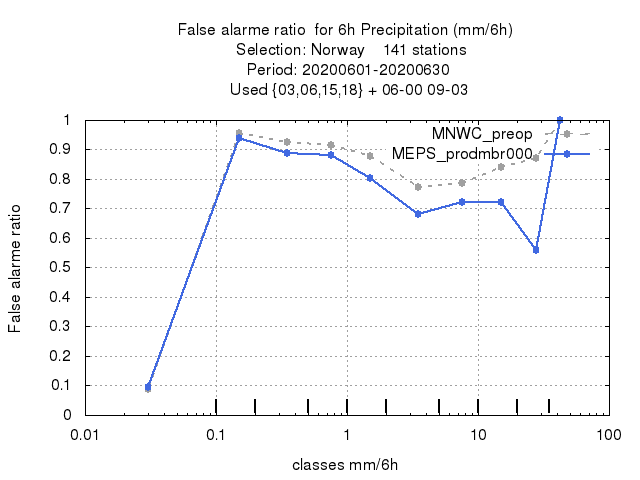 False alarme ratio  for 6h Precipitation (mm/6h)
Selection: Norway    141 stations
Period: 20200601-20200630
Used {03,06,15,18} + 06-00 09-03
MNWC_preop
MEPS_prodmbr000
False alarme ratio
1
0.9
0.8
0.7
0.6
0.5
0.4
0.3
0.2
0.1
0
0.01 0.1 1 10 100
classes mm/6h